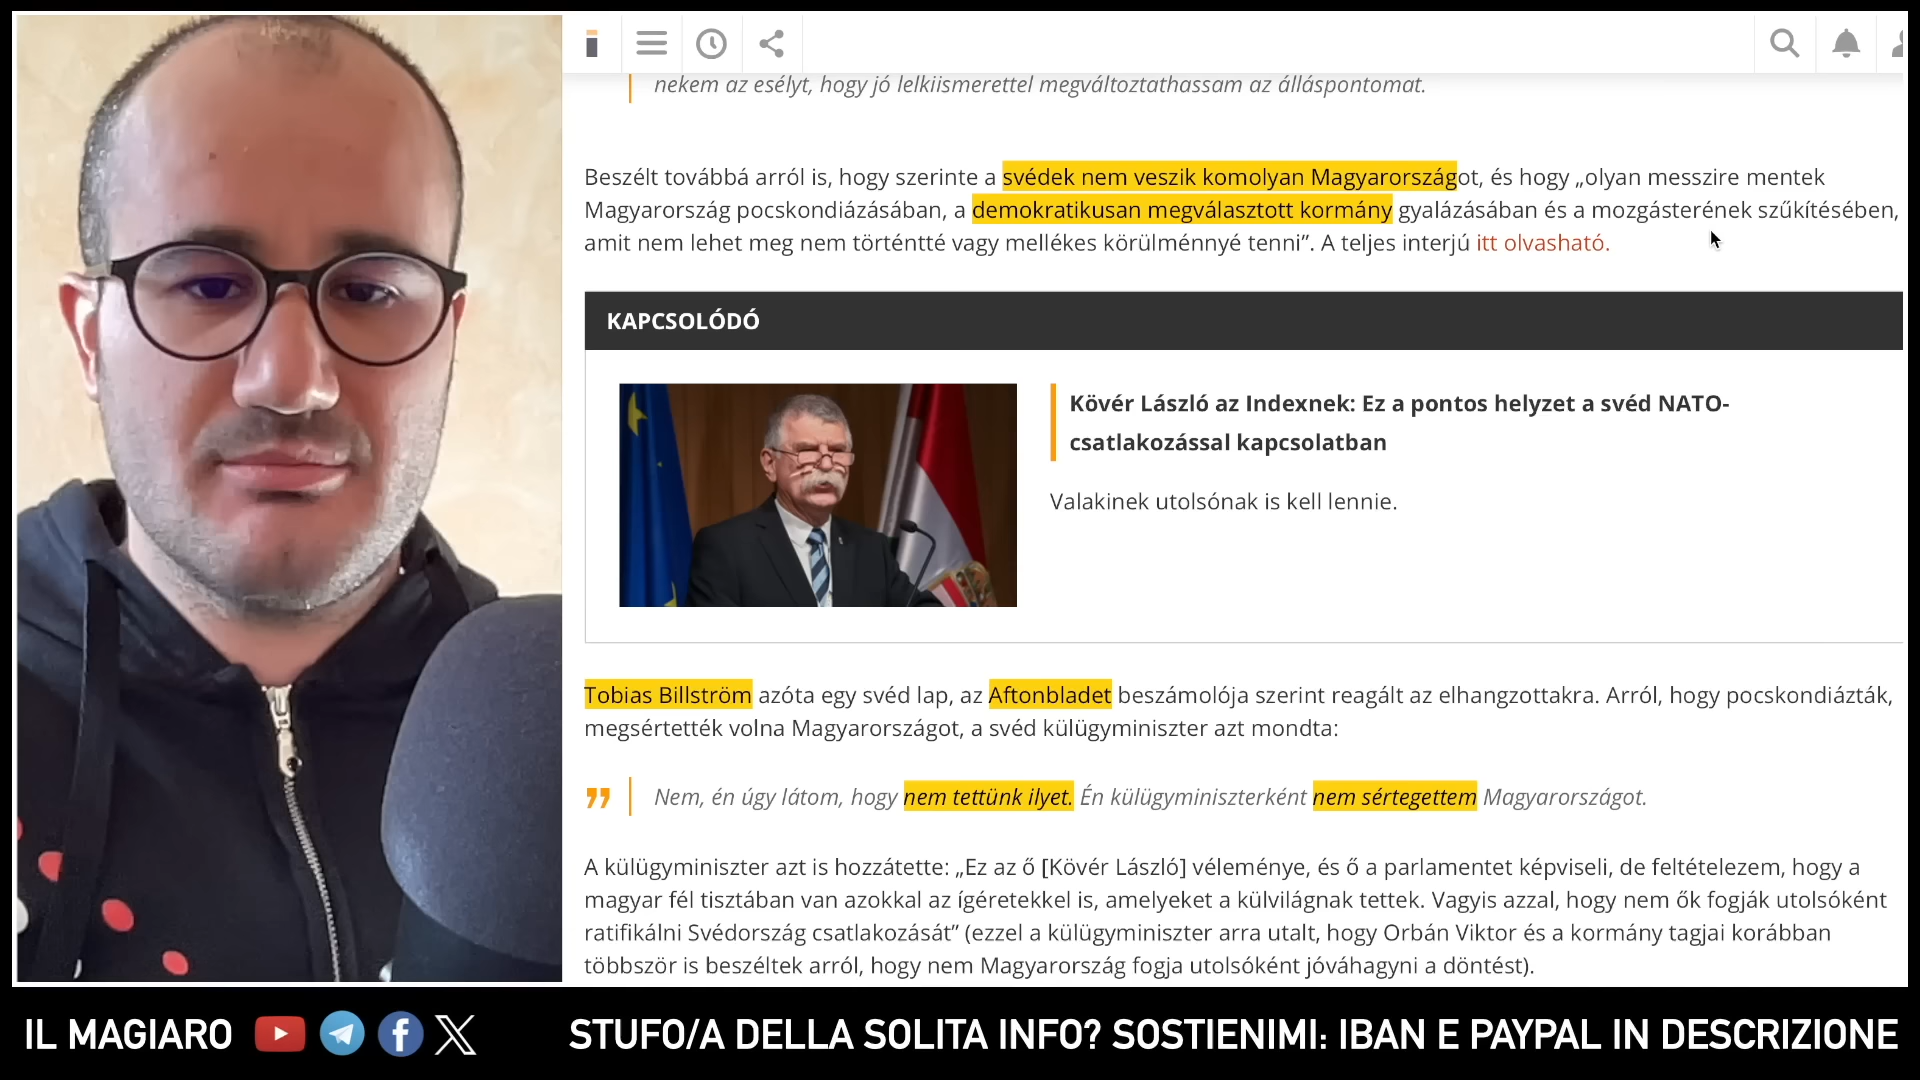 nekem az esélyt, hogy jó lelkiismerettel megváltoztathassam az álláspontomat.
Beszélt továbbá arról is, hogy szerinte a svédek nem veszik komolyan Magyarországot, és hogy „olyan messzire mentek
Magyarország pocskondiázásában, a demokratikusan megválasztott kormány gyalázásában és a mozgásterének szűkítésében,
amit nem lehet meg nem történtté vagy mellékes körülménnyé tenni”. A teljes interjú itt olvasható.
KAPCSOLÓDÓ
Kövér László az Indexnek: Ez a pontos helyzet a svéd NATO-
csatlakozással kapcsolatban
Valakinek utolsónak is kell lennie.
Tobias Billström azóta egy svéd lap, az Aftonbladet beszámolója szerint reagált az elhangzottakra. Arról, hogy pocskondiázták,
megsértették volna Magyarországot, a svéd külügyminiszter azt mondta:
” Nem, én úgy látom, hogy nem tettünk ilyet. Én külügyminiszterként nem sértegettem Magyarországot.
A külügyminiszter azt is hozzátette: „Ez az ő [Kövér László] véleménye, és ő a parlamentet képviseli, de feltételezem, hogy a
magyar fél tisztában van azokkal az ígéretekkel is, amelyeket a külvilágnak tettek. Vagyis azzal, hogy nem ők fogják utolsóként
ratifikálni Svédország csatlakozását” (ezzel a külügyminiszter arra utalt, hogy Orbán Viktor és a kormány tagjai korábban
többször is beszéltek arról, hogy nem Magyarország fogja utolsóként jóváhagyni a döntést).
IL MAGIARO
STUFO/A DELLA SOLITA INFO? SOSTIENIMI: IBAN E PAYPAL IN DESCRIZIONE